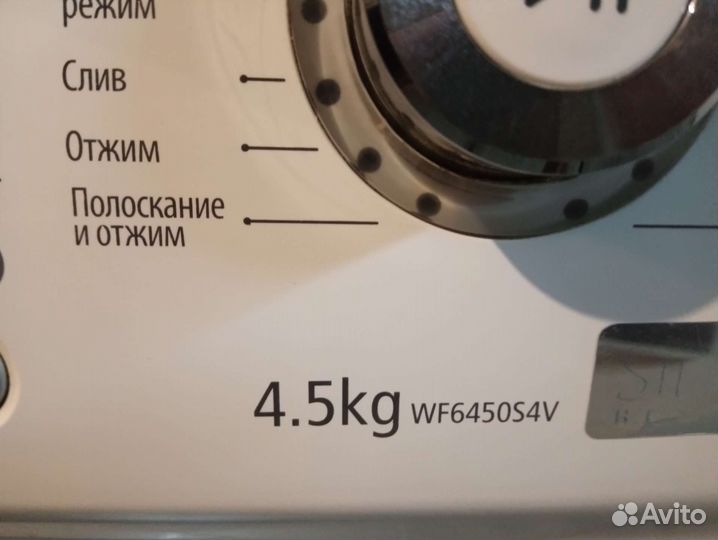 режим
Слив
Отжим
Полоскание
и отжим
4.5kg WF6450S4V
Avito